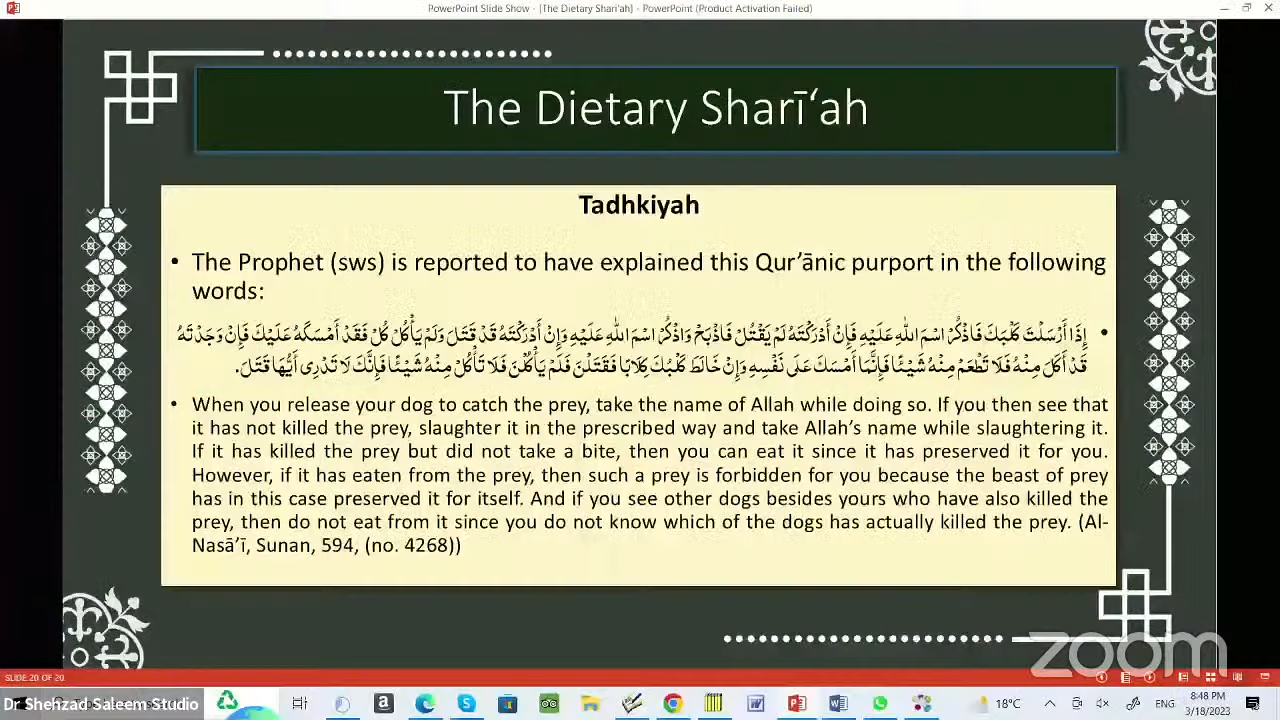 PowerPoint Slide Show - [The Dietary Shari'ah] - PowerPoint (Product Activation Failed)
The Dietary Sharī‘ah
Tadhkiyah
• The Prophet (sws) is reported to have explained this Qur’ānic purport in the following
words:
• إِذَا أَرْسَلْتَ كَلْبَكَ فَاذْكُرْ اسْمَ اللهِ عَلَيْهِ فَإِنْ أَدْرَكْتَهُ لَمْ يَقْتُلْ فَاذْبَحْ وَاذْكُرْ اسْمَ اللهِ عَلَيْهِ وَإِنْ أَدْرَكْتَهُ قَدْ قَتَلَ وَلَمْ يَأْكُلْ كُلْ فَقَدْ أَمْسَكَهُ عَلَيْكَ فَإِنْ وَجَدْتَهُ
قَدْ أَكَلَ مِنْهُ فَلَا تَطْعَمْ مِنْهُ شَيْئًا فَإِنَّمَا أَمْسَكَ عَلَى نَفْسِهِ وَإِنْ خَالَطَ كَلْبُكَ كِلَابًا فَقَتَلْنَ فَلَمْ يَأْكُلْنَ فَلَا تَأْكُلْ مِنْهُ شَيْئًا فَإِنَّكَ لَا تَدْرِى أَيُّهَا قَتَلَ.
• When you release your dog to catch the prey, take the name of Allah while doing so. If you then see that
it has not killed the prey, slaughter it in the prescribed way and take Allah’s name while slaughtering it.
If it has killed the prey but did not take a bite, then you can eat it since it has preserved it for you.
However, if it has eaten from the prey, then such a prey is forbidden for you because the beast of prey
has in this case preserved it for itself. And if you see other dogs besides yours who have also killed the
prey, then do not eat from it since you do not know which of the dogs has actually killed the prey. (Al-
Nasā’ī, Sunan, 594, (no. 4268))
zoom
SLIDE 20 OF 20
Dr Shehzad Saleem Studio
18°C
ENG
8:48 PM
3/18/2023